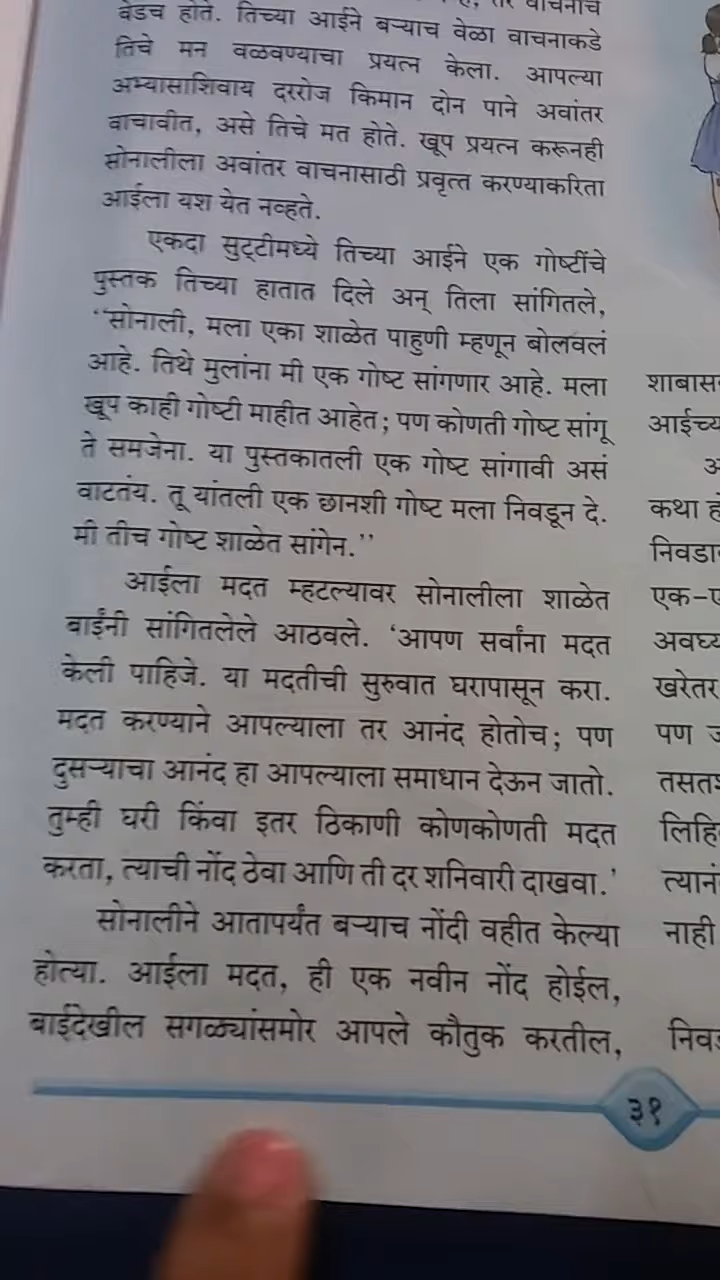 वेडच होते. तिच्या आईने बऱ्याच वेळा वाचनाकडे
तिचे मन वळवण्याचा प्रयत्न केला. आपल्या
अभ्यासाशिवाय दररोज किमान दोन पाने अवांतर
वाचावीत, असे तिचे मत होते. खूप प्रयत्न करूनही
सोनालीला अवांतर वाचनासाठी प्रवृत्त करण्याकरिता
आईला यश येत नव्हते.
एकदा सुट्टीमध्ये तिच्या आईने एक गोष्टींचे
पुस्तक तिच्या हातात दिले अन् तिला सांगितले,
‘‘सोनाली, मला एका शाळेत पाहुणी म्हणून बोलवलं
आहे. तिथे मुलांना मी एक गोष्ट सांगणार आहे. मला
खूप काही गोष्टी माहीत आहेत; पण कोणती गोष्ट सांगू
ते समजेना. या पुस्तकातली एक गोष्ट सांगावी असं
वाटतंय. तू यांतली एक छानशी गोष्ट मला निवडून दे.
मी तीच गोष्ट शाळेत सांगेन.’’
आईला मदत म्हटल्यावर सोनालीला शाळेत
बाईंनी सांगितलेले आठवले. ‘आपण सर्वांना मदत
केली पाहिजे. या मदतीची सुरुवात घरापासून करा.
मदत करण्याने आपल्याला तर आनंद होतोच; पण
दुसऱ्याचा आनंद हा आपल्याला समाधान देऊन जातो.
तुम्ही घरी किंवा इतर ठिकाणी कोणकोणती मदत
करता, त्याची नोंद ठेवा आणि ती दर शनिवारी दाखवा.’
सोनालीने आतापर्यंत बऱ्याच नोंदी वहीत केल्या
होत्या. आईला मदत, ही एक नवीन नोंद होईल,
बाईदेखील सगळ्यांसमोर आपले कौतुक करतील,
कथा
एक-
खरेतर
पण
नाही
३१